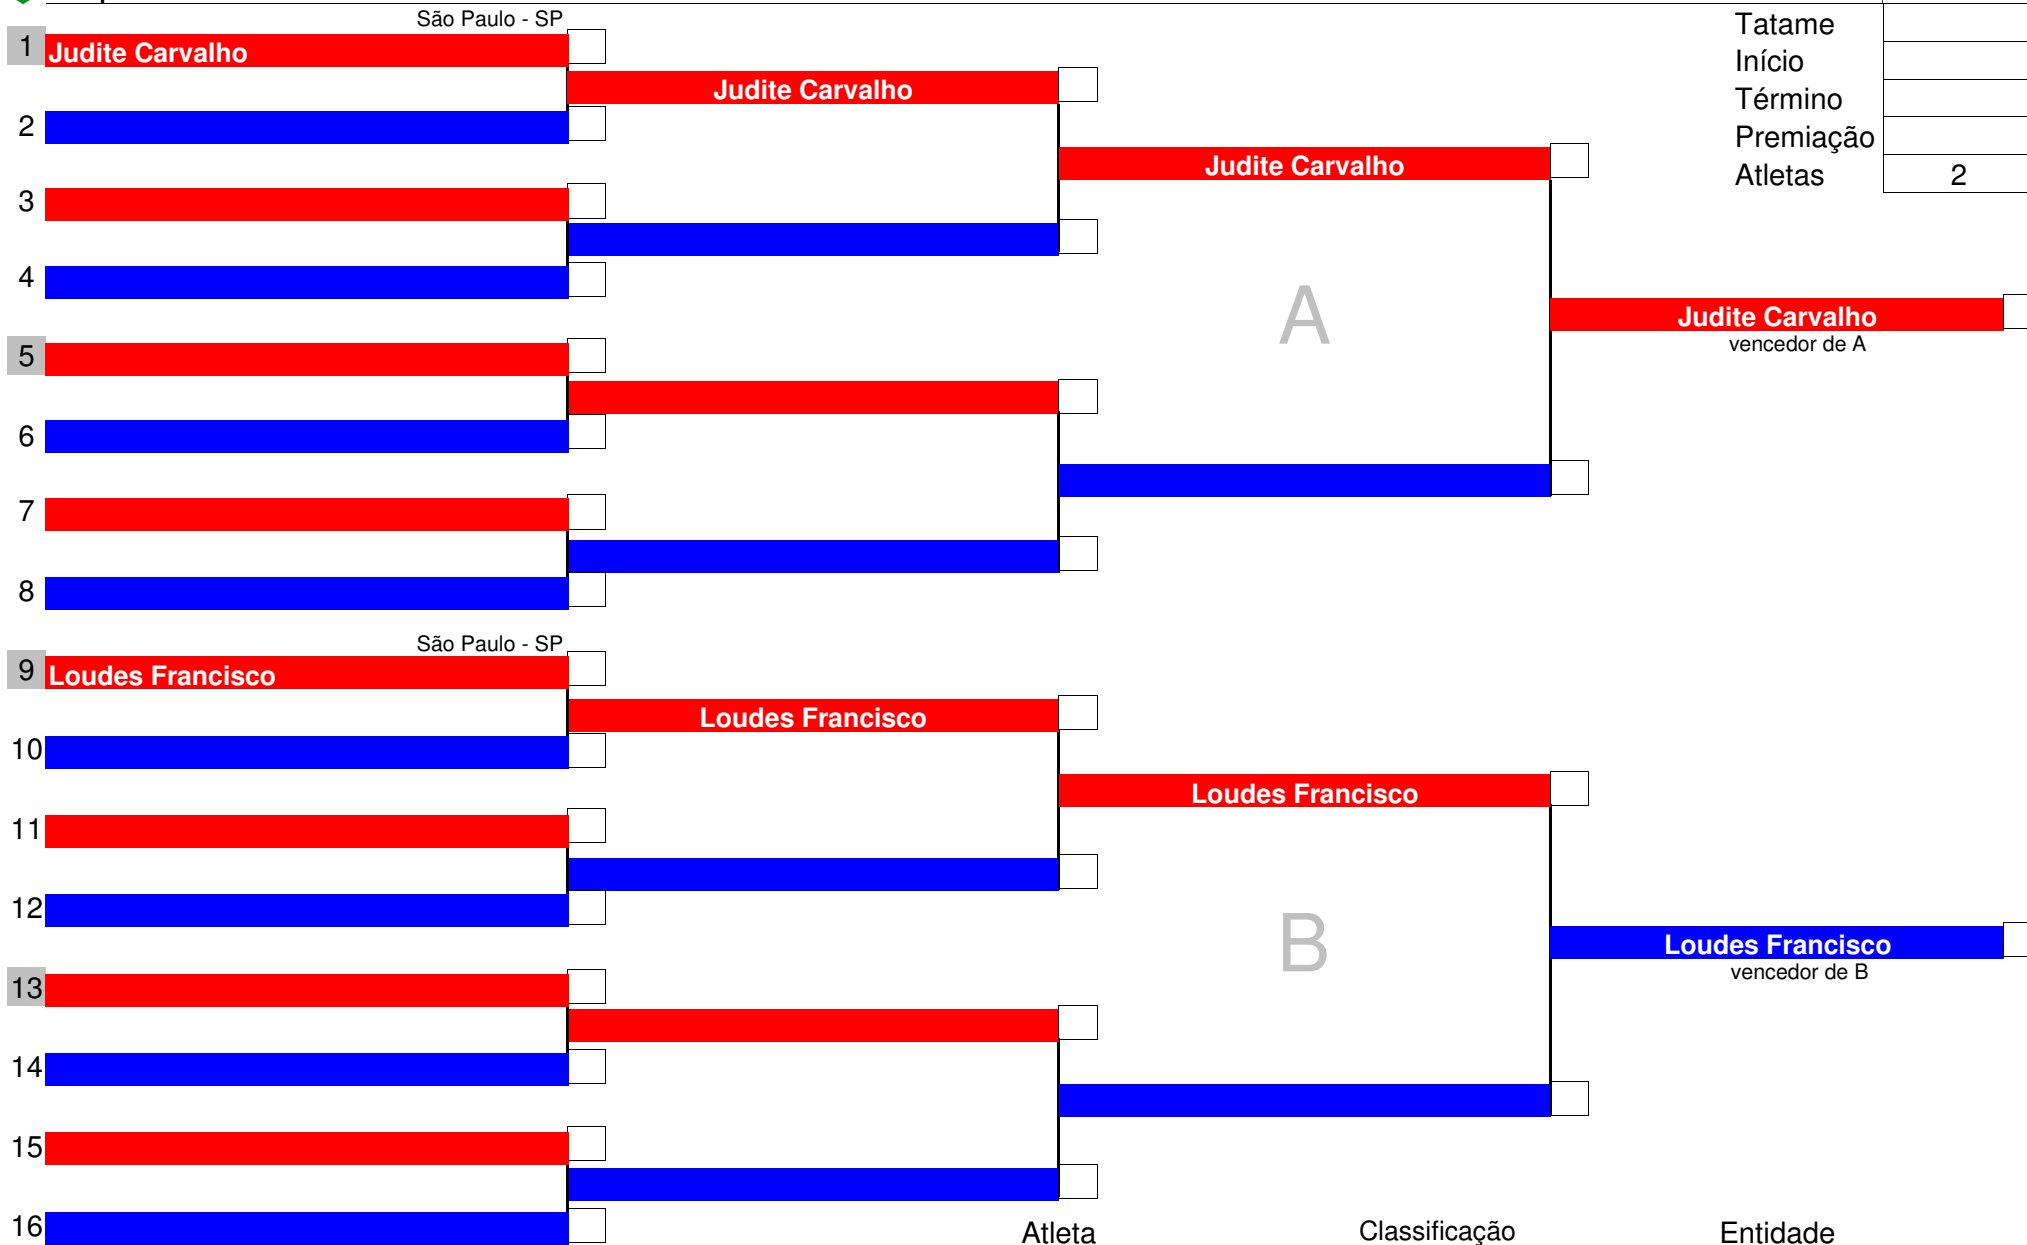 São Paulo - SP
Tatame
1 Judite Carvalho
Início
Judite Carvalho
Término
2
Premiação
Judite Carvalho
Atletas 2
3
4
A
Judite Carvalho
vencedor de A
5
6
7
8
São Paulo - SP
9 Loudes Francisco
Loudes Francisco
10
Loudes Francisco
11
12
B
Loudes Francisco
vencedor de B
13
14
15
16
Atleta Classificação Entidade